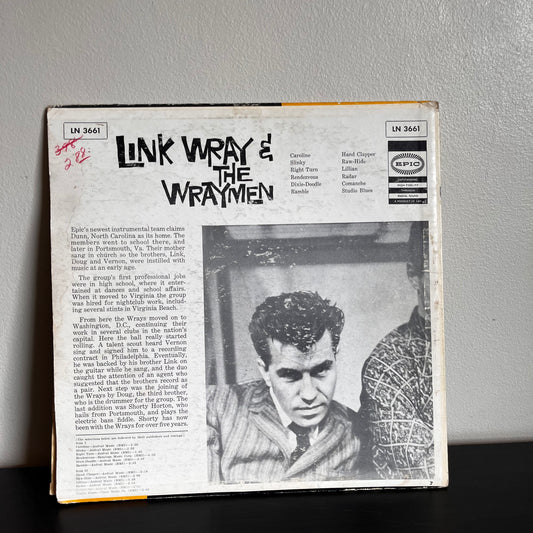 LN 3661
LN 3661
3 98
2 98
LINK WRAY &
THE
WRAYMEN
Caroline
Slinky
Right Turn
Rendezvous
Dixie-Doodle
Ramble
Hand Clapper
Raw-Hide
Lillian
Radar
Comanche
Studio Blues
EPIC
Epic's newest instrumental team claims
Dunn, North Carolina as its home. The
members went to school there, and
later in Portsmouth, Va. Their mother
sang in church so the brothers, Link,
Doug and Vernon, were instilled with
music at an early age.
The group's first professional jobs
were in high school, where it enter-
tained at dances and school affairs.
When it moved to Virginia the group
was hired for nightclub work, includ-
ing several stints in Virginia Beach.
From here the Wrays moved on to
Washington, D.C., continuing their
work in several clubs in the nation's
capital. Here the ball really started
rolling. A talent scout heard Vernon
sing and signed him to a recording
contract in Philadelphia. Eventually,
he was backed by his brother Link on
the guitar while he sang, and the duo
caught the attention of an agent who
suggested that the brothers record as
a pair. Next step was the joining of
the Wrays by Doug, the third brother,
who is the drummer for the group. The
last addition was Shorty Horton, who
hails from Portsmouth, and plays the
electric bass fiddle. Shorty has now
been with the Wrays for over five years.
7